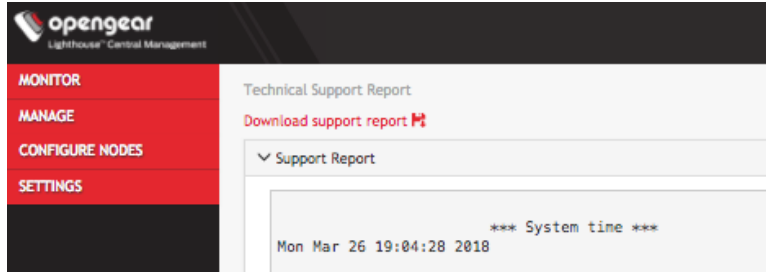 opengear
Lighthouse™ Central Management
MONITOR
MANAGE
CONFIGURE NODES
SETTINGS
Technical Support Report
Download support report
Support Report
*** System time ***
Mon Mar 26 19:04:28 2018